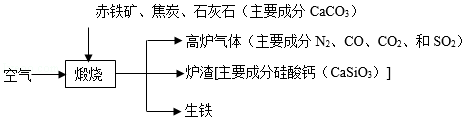 赤铁矿、焦炭、石灰石（主要成分 CaCO3）
高炉气体（主要成分 N2、CO、CO2、和 SO2）
空气 煅烧 炉渣[主要成分硅酸钙（CaSiO3）]
生铁